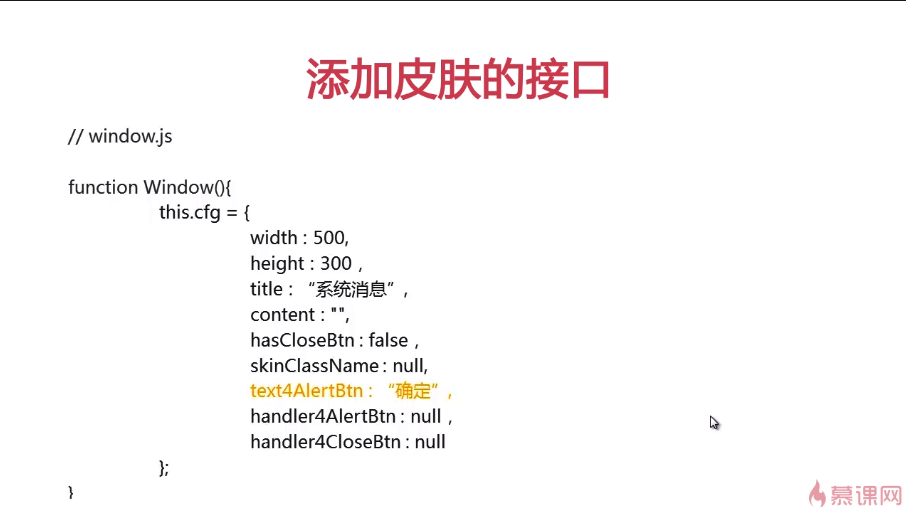 添加皮肤的接口
// window.js
function Window(){
this.cfg = {
width : 500,
height : 300 ,
title : “系统消息” ,
content : "",
hasCloseBtn : false ,
skinClassName : null,
text4AlertBtn : “确定” ,
handler4AlertBtn : null ,
handler4CloseBtn : null
};
}
慕课网